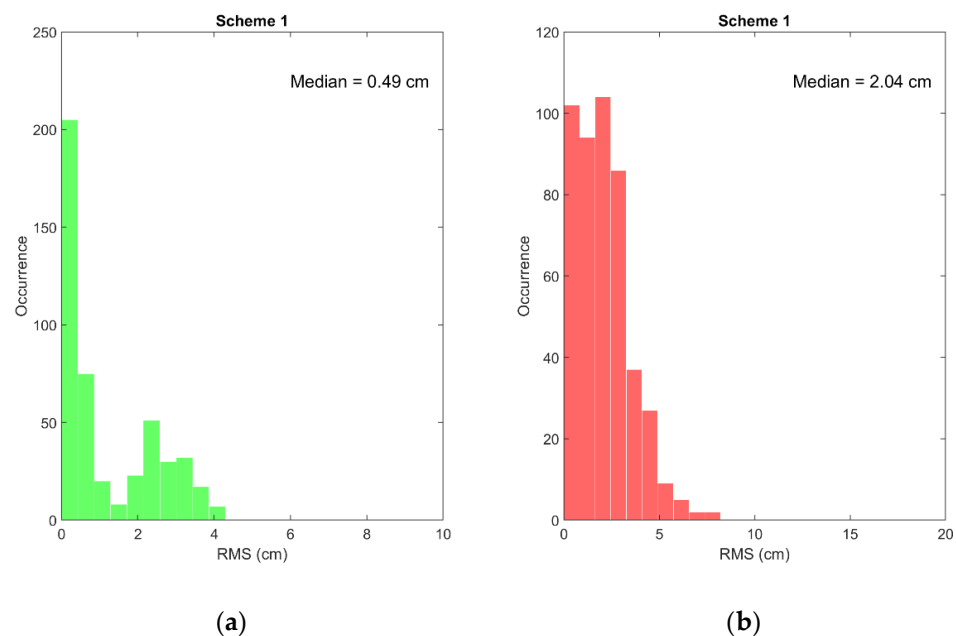 Scheme 1
250
200
150
100
50
0
Occurrence
Median = 0.49 cm
0 2 4 6 8 10
RMS (cm)
(a)
Scheme 1
120
100
80
60
40
20
0
Occurrence
Median = 2.04 cm
0 5 10 15 20
RMS (cm)
(b)